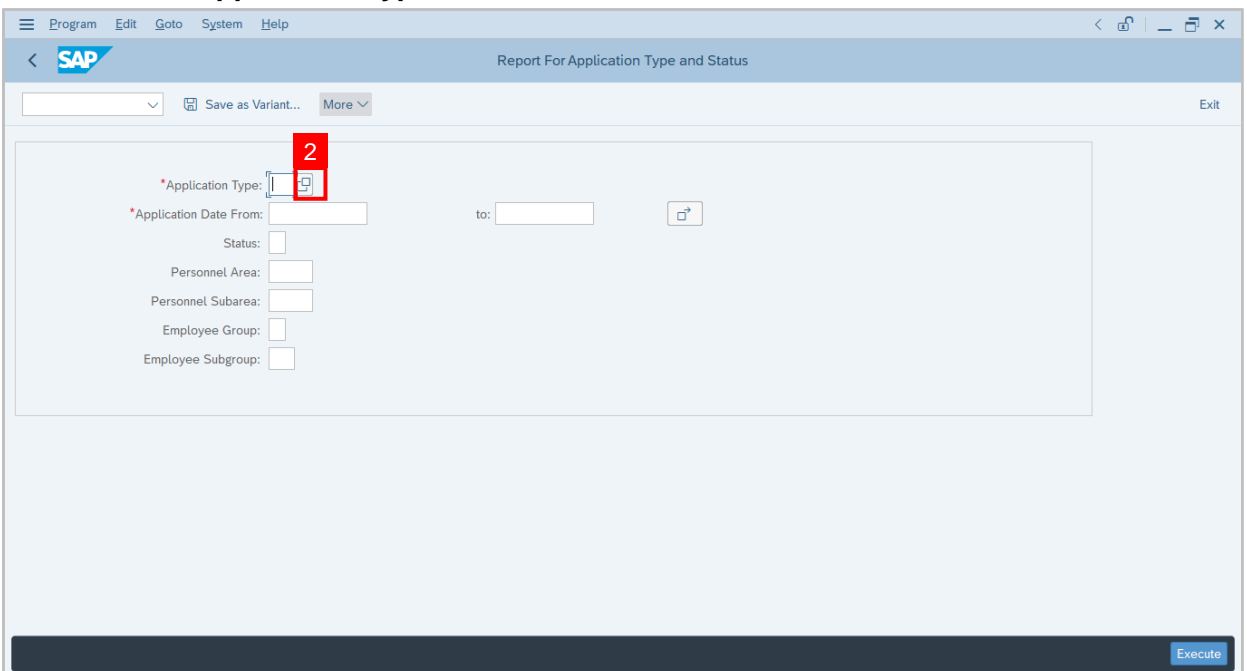 Program Edit Goto System Help
SAP
Report For Application Type and Status
Save as Variant... More
Exit
2
*Application Type:
*Application Date From: to:
Status:
Personnel Area:
Personnel Subarea:
Employee Group:
Employee Subgroup:
Execute